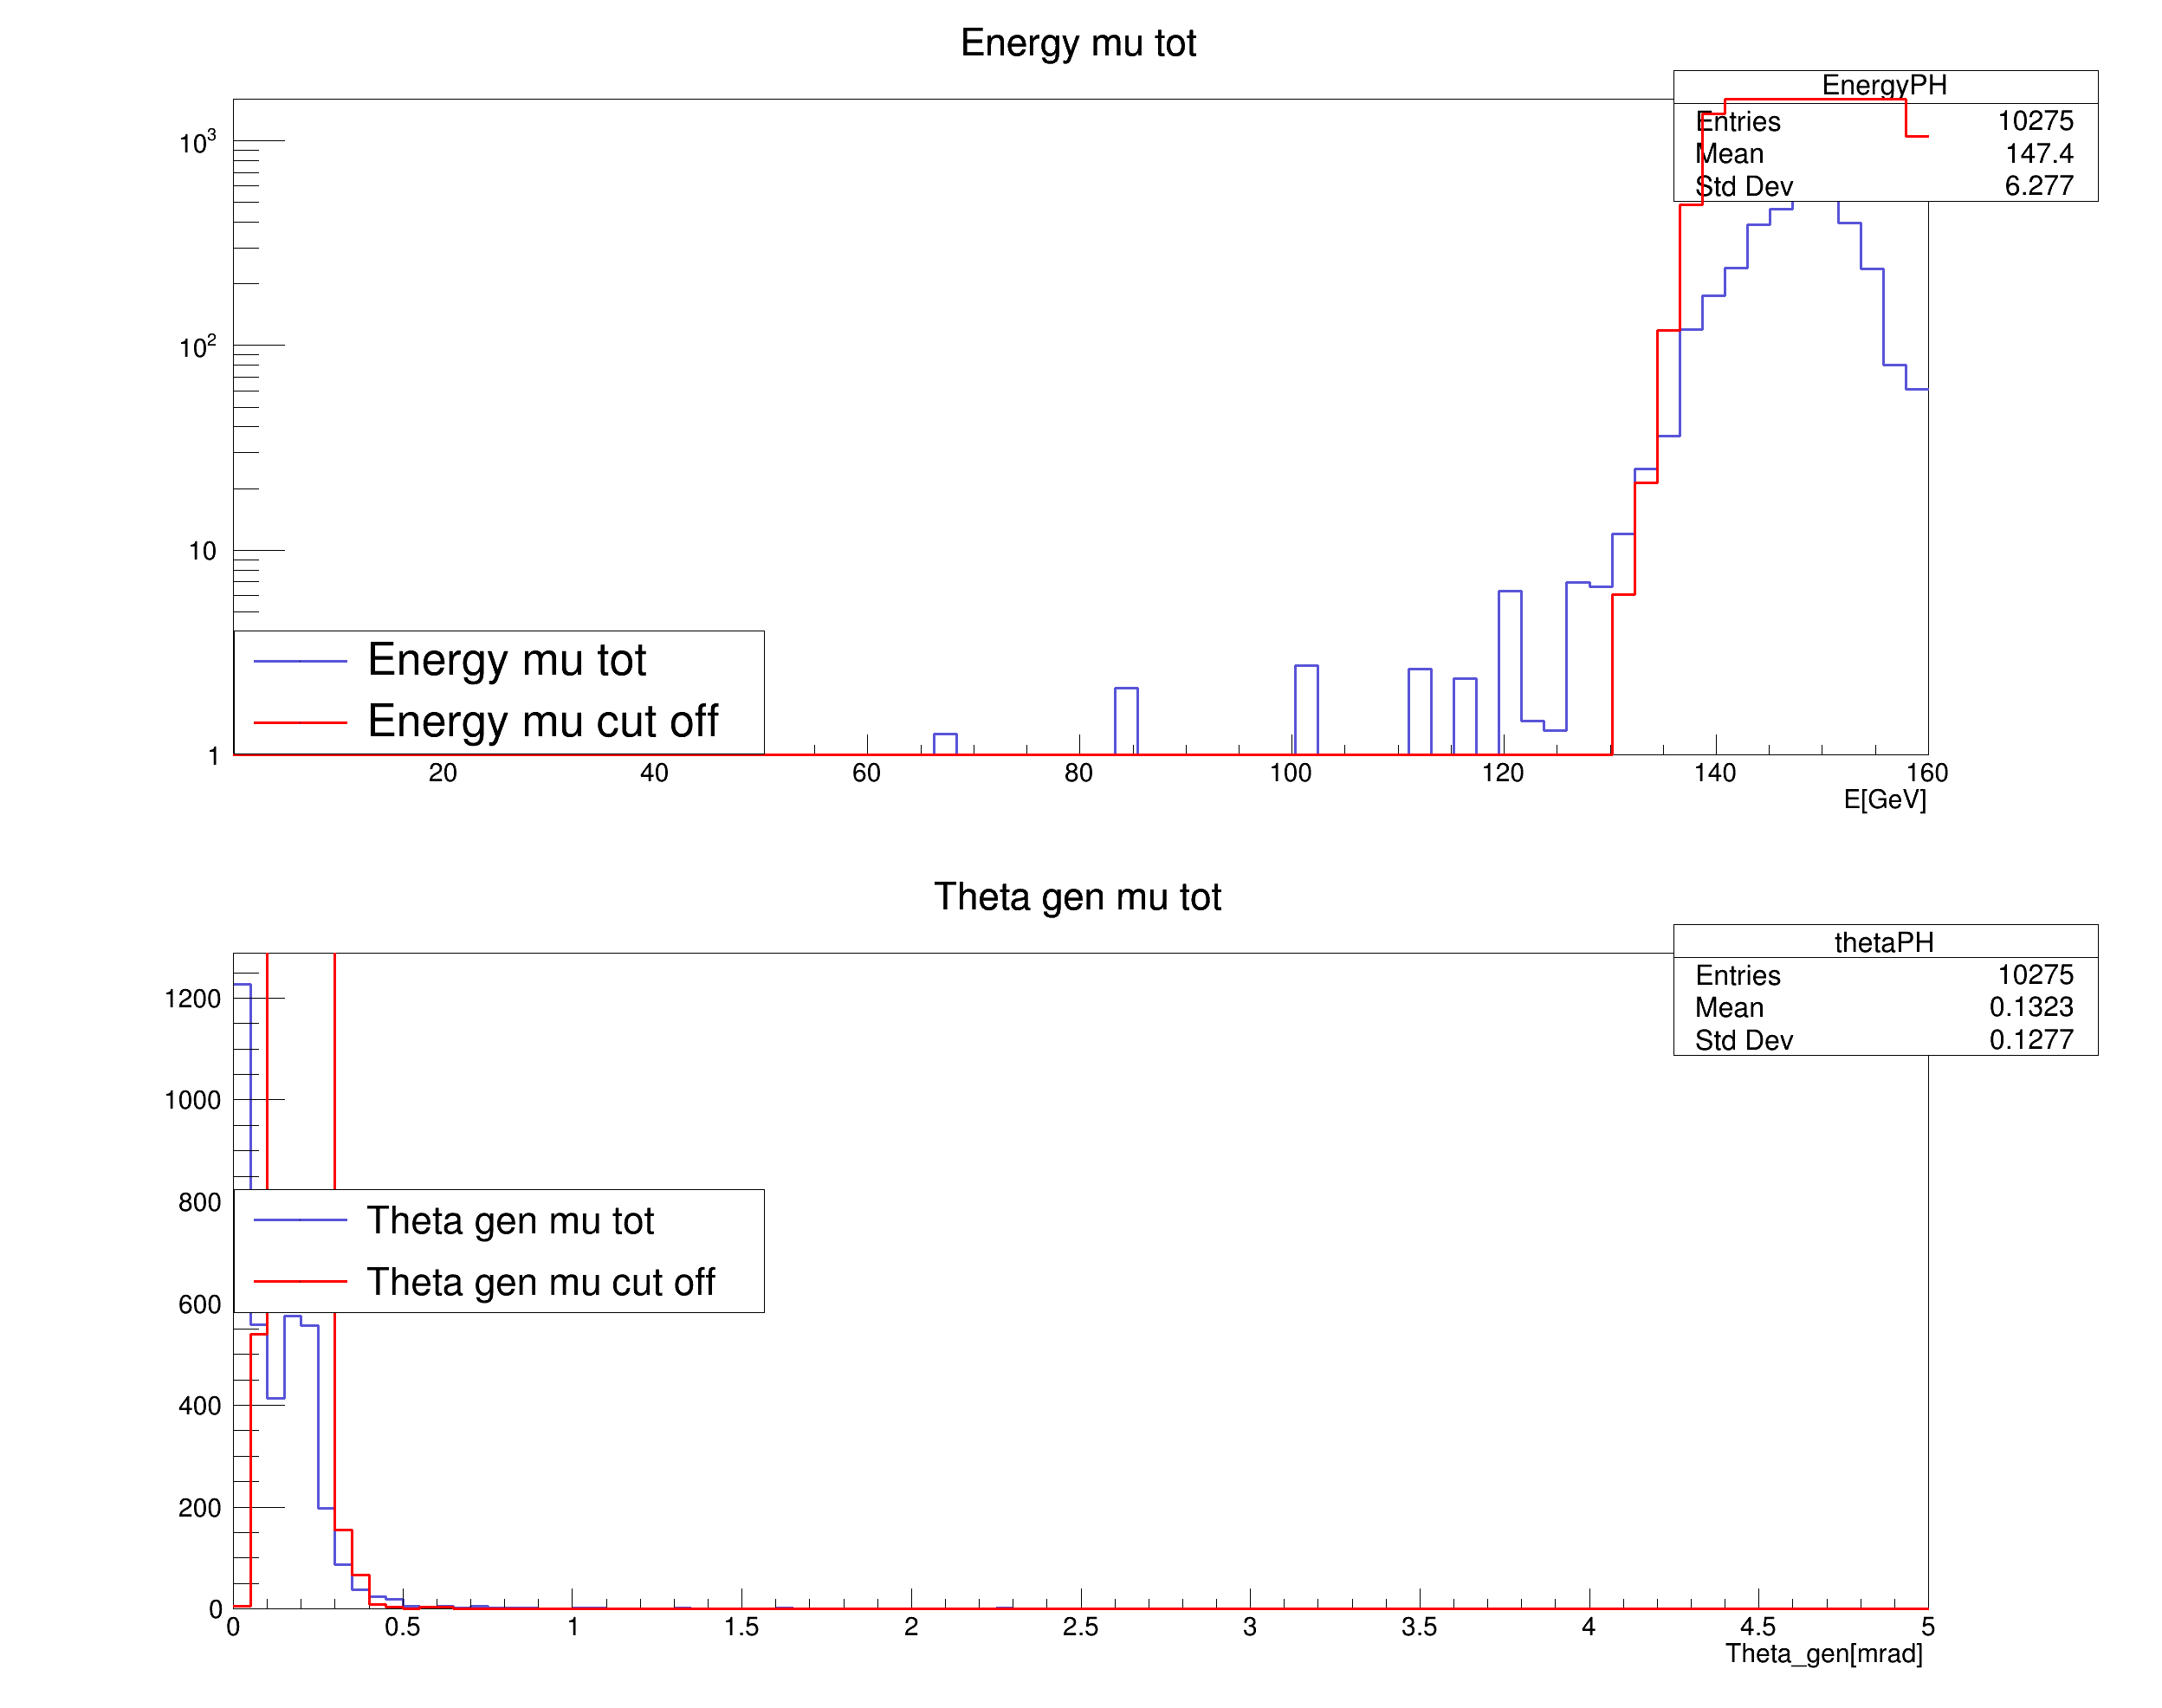 Energy mu tot
EnergyPH
Entries 10275
Mean 147.4
Std Dev 6.277
10³
10²
10
1
Energy mu tot
Energy mu cut off
20 40 60 80 100 120 140 160
E[GeV]
Theta gen mu tot
thetaPH
Entries 10275
Mean 0.1323
Std Dev 0.1277
1200
1000
800
600
400
200
0
Theta gen mu tot
Theta gen mu cut off
0 0.5 1 1.5 2 2.5 3 3.5 4 4.5 5
Theta_gen[mrad]